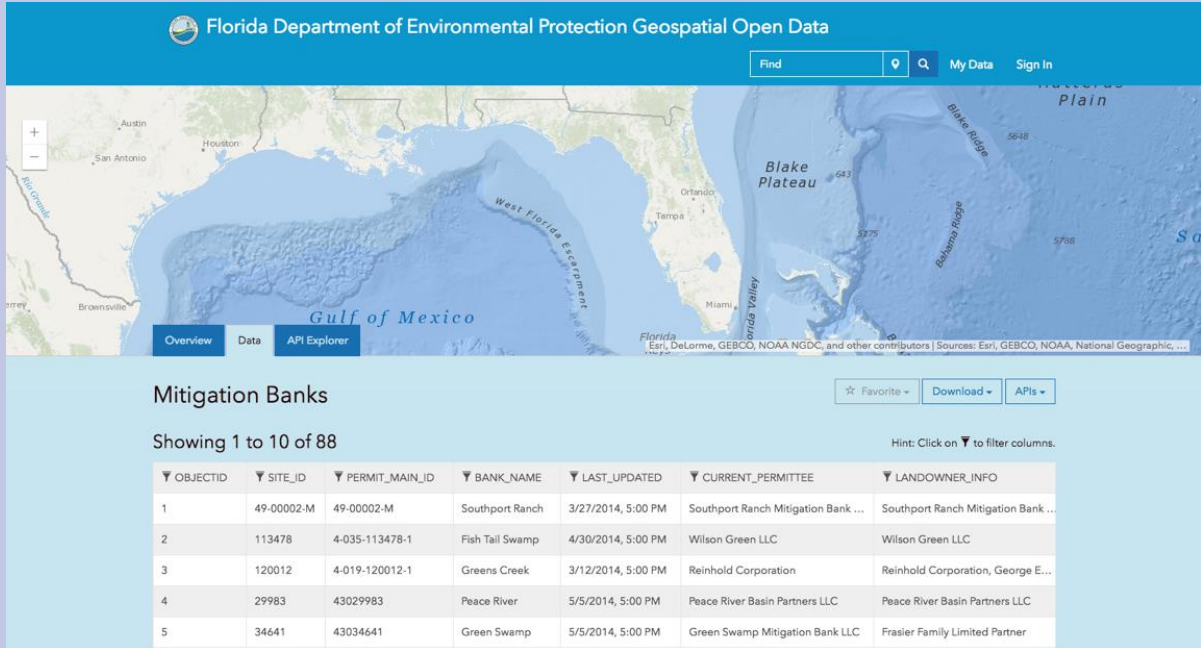 Florida Department of Environmental Protection Geospatial Open Data
Find My Data Sign In
Plain
Austin
Houston
San Antonio
Rio Grande
Blake Ridge
5648
Blake
Plateau
643
Orlando
Tampa
West Florida Escarpment
5175
Bahama Ridge
5788
Brownsville
Gulf of Mexico
Miami
Florida
Overview Data API Explorer
Esri, DeLorme, GEBCO, NOAA NGDC, and other contributors | Sources: Esri, GEBCO, NOAA, National Geographic, ...
Mitigation Banks
☆ Favorite Download APIs
Showing 1 to 10 of 88
Hint: Click on to filter columns.
OBJECTID SITE_ID PERMIT_MAIN_ID BANK_NAME LAST_UPDATED CURRENT_PERMITTEE LANDOWNER_INFO
1 49-00002-M 49-00002-M Southport Ranch 3/27/2014, 5:00 PM Southport Ranch Mitigation Bank ... Southport Ranch Mitigation Bank ...
2 113478 4-035-113478-1 Fish Tail Swamp 4/30/2014, 5:00 PM Wilson Green LLC Wilson Green LLC
3 120012 4-019-120012-1 Greens Creek 3/12/2014, 5:00 PM Reinhold Corporation Reinhold Corporation, George E...
4 29983 43029983 Peace River 5/5/2014, 5:00 PM Peace River Basin Partners LLC Peace River Basin Partners LLC
5 34641 43034641 Green Swamp 5/5/2014, 5:00 PM Green Swamp Mitigation Bank LLC Frasier Family Limited Partner